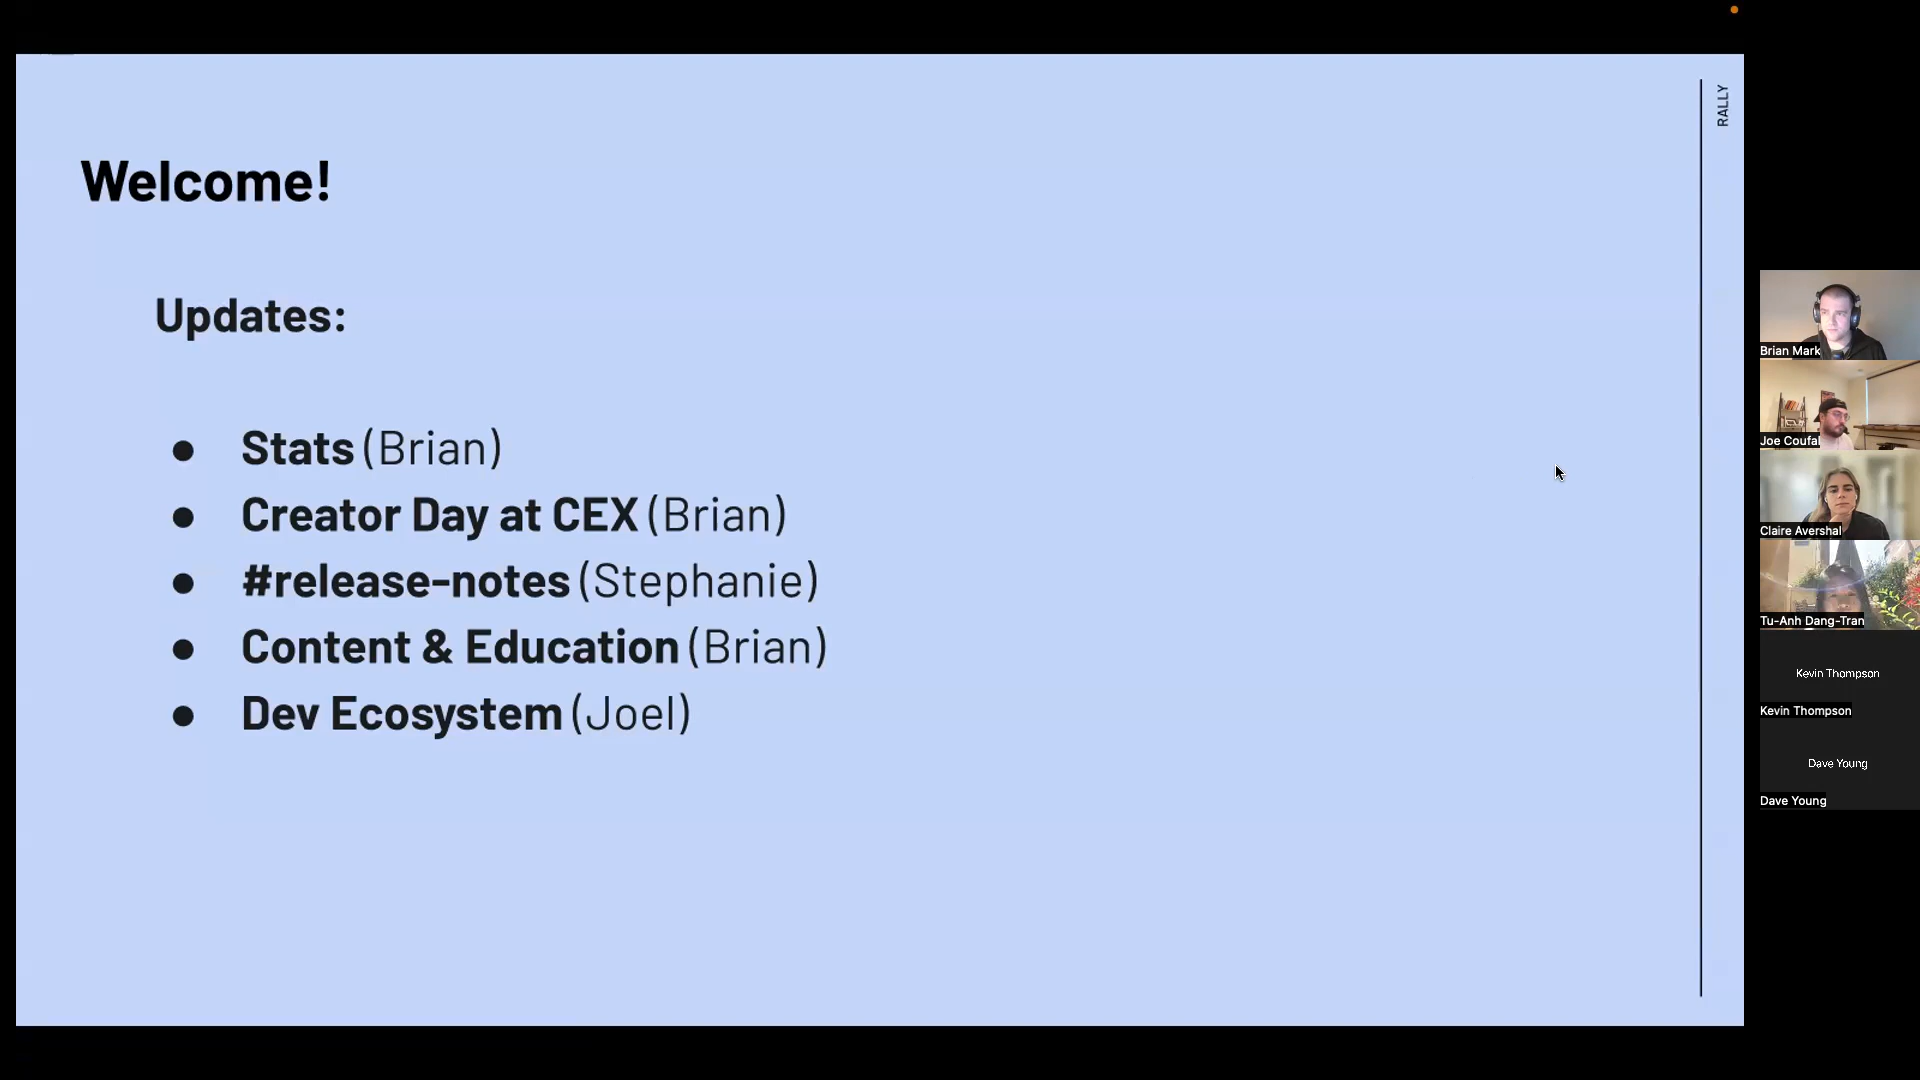 RALLY
Welcome!
Updates:
● Stats (Brian)
● Creator Day at CEX (Brian)
● #release-notes (Stephanie)
● Content & Education (Brian)
● Dev Ecosystem (Joel)
Brian Mark
Joe Coufal
Claire Avershal
Tu-Anh Dang-Tran
Kevin Thompson
Kevin Thompson
Dave Young
Dave Young